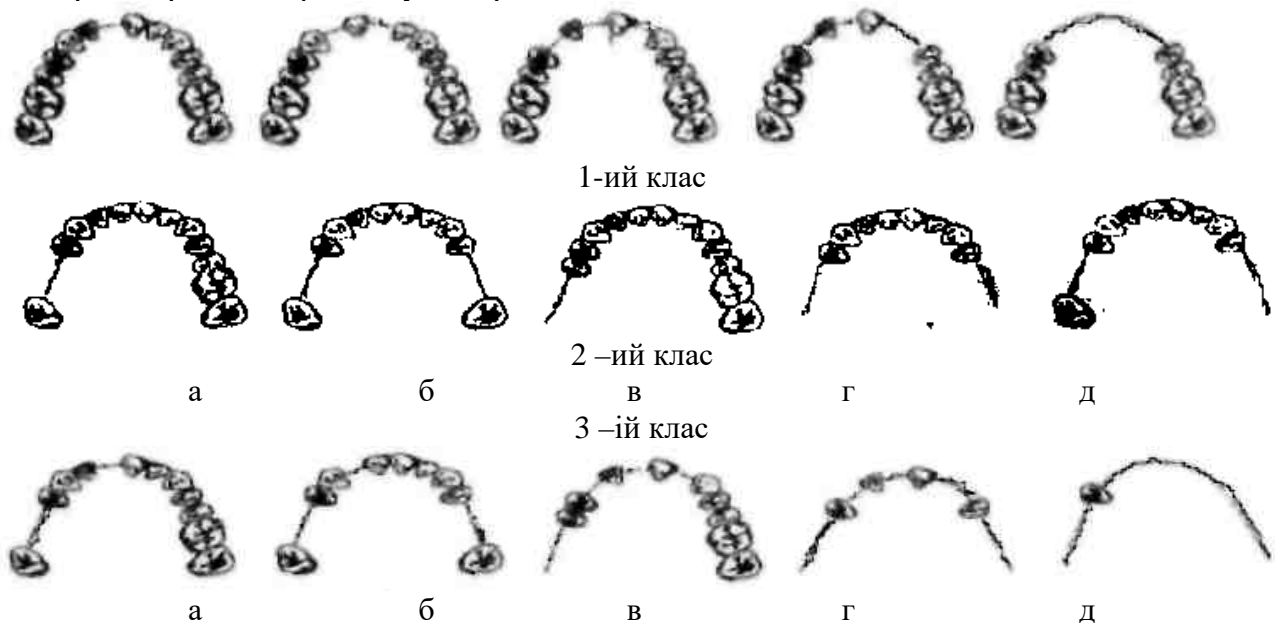 1-ий клас
2 –ий клас
а б в г д
3 –ій клас
а б в г д